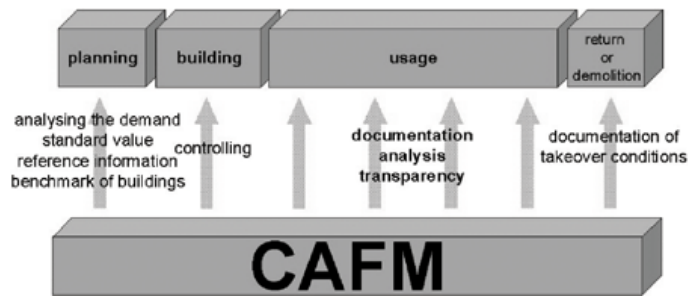 planning
building
usage
return
or
demolition
analysing the demand
standard value
reference information
benchmark of buildings
controlling
documentation
analysis
transparency
documentation of
takeover conditions
CAFM